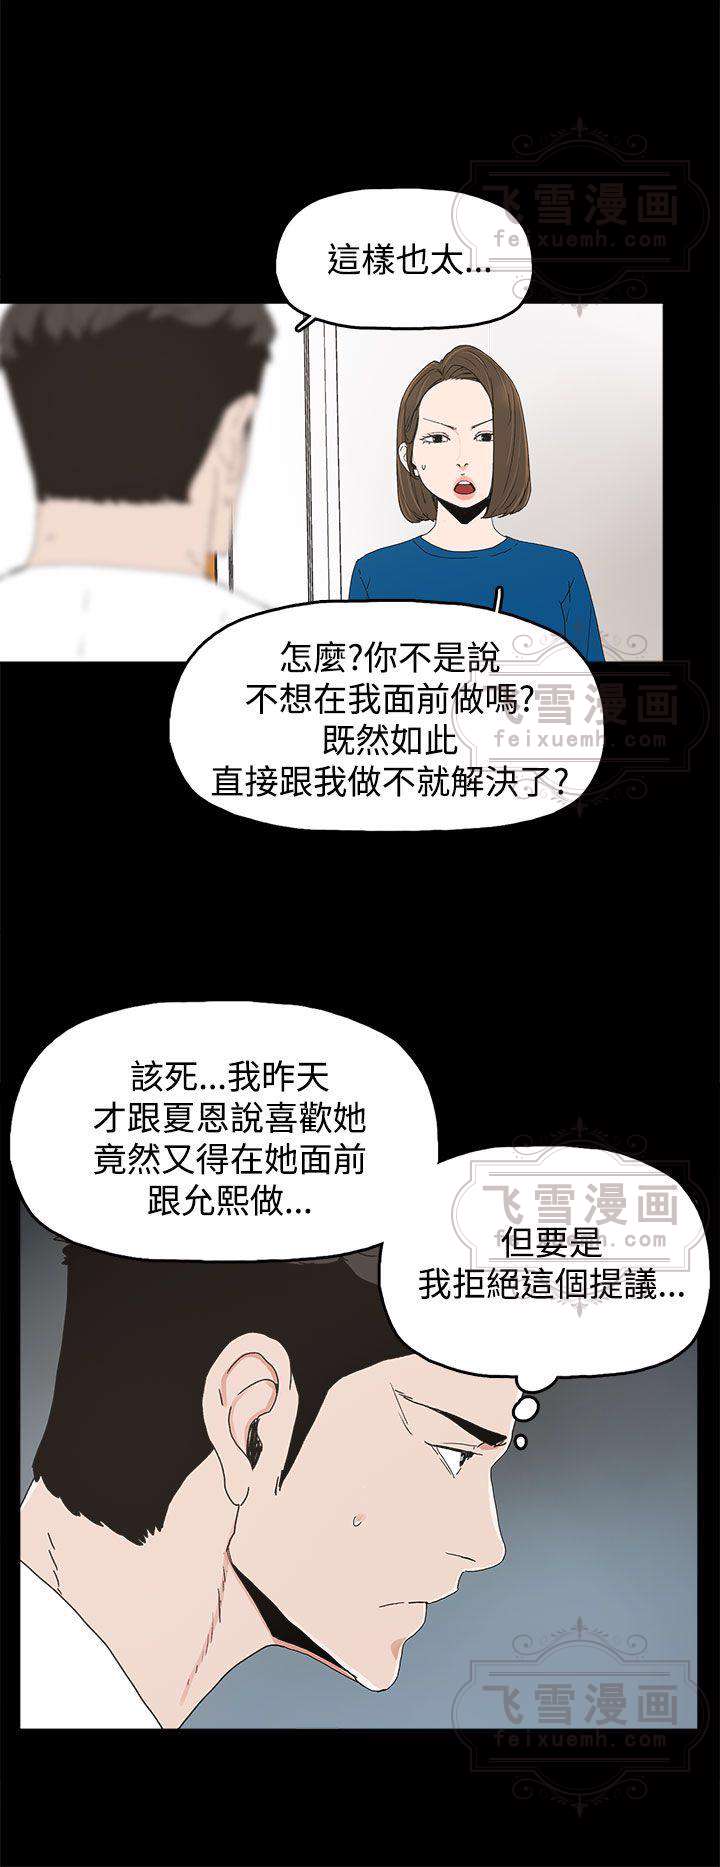 飞雪漫画
feixuemh.com
這樣也太...
怎麼?你不是說
不想在我面前做嗎?
既然如此
直接跟我做不就解決了?
飞雪漫画
feixuemh.com
該死...我昨天
才跟夏恩說喜歡她
竟然又得在她面前
跟允熙做...
飞雪漫画
feixuemh.com
但要是
我拒絕這個提議...
飞雪漫画
feixuemh.com